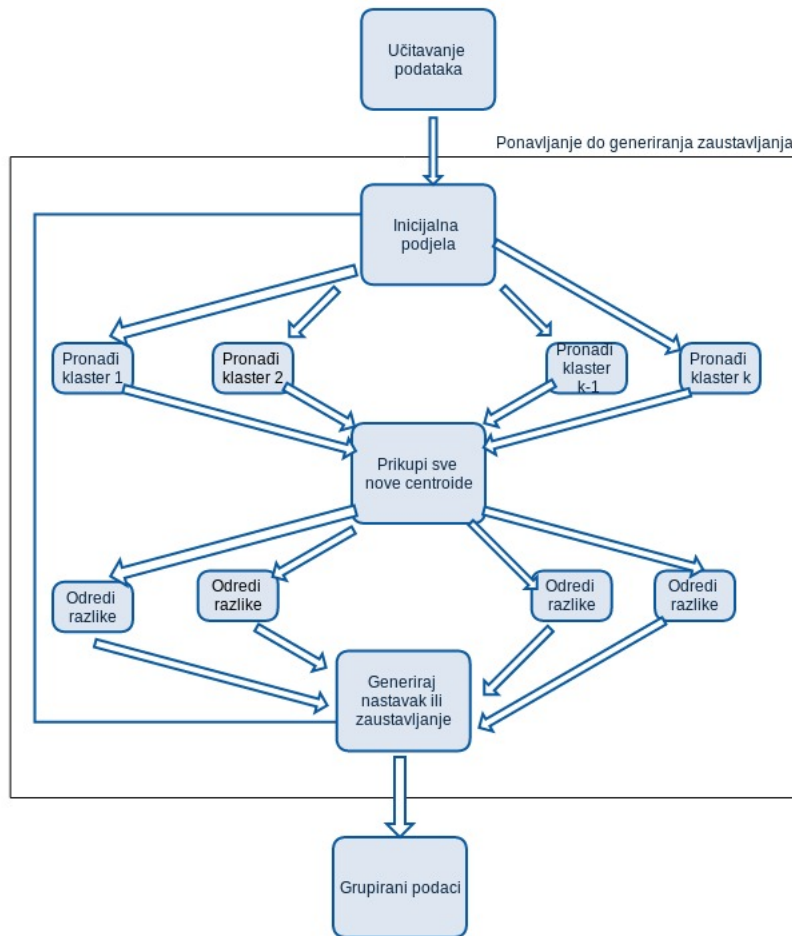 Učitavanje
podataka
Ponavljanje do generiranja zaustavljanja
Inicijalna
podjela
Pronađi
klaster 1
Pronađi
klaster 2
Pronađi
klaster
k-1
Pronađi
klaster k
Prikupi sve
nove centroide
Odredi
razlike
Odredi
razlike
Odredi
razlike
Odredi
razlike
Generiraj
nastavak ili
zaustavljanje
Grupirani podaci